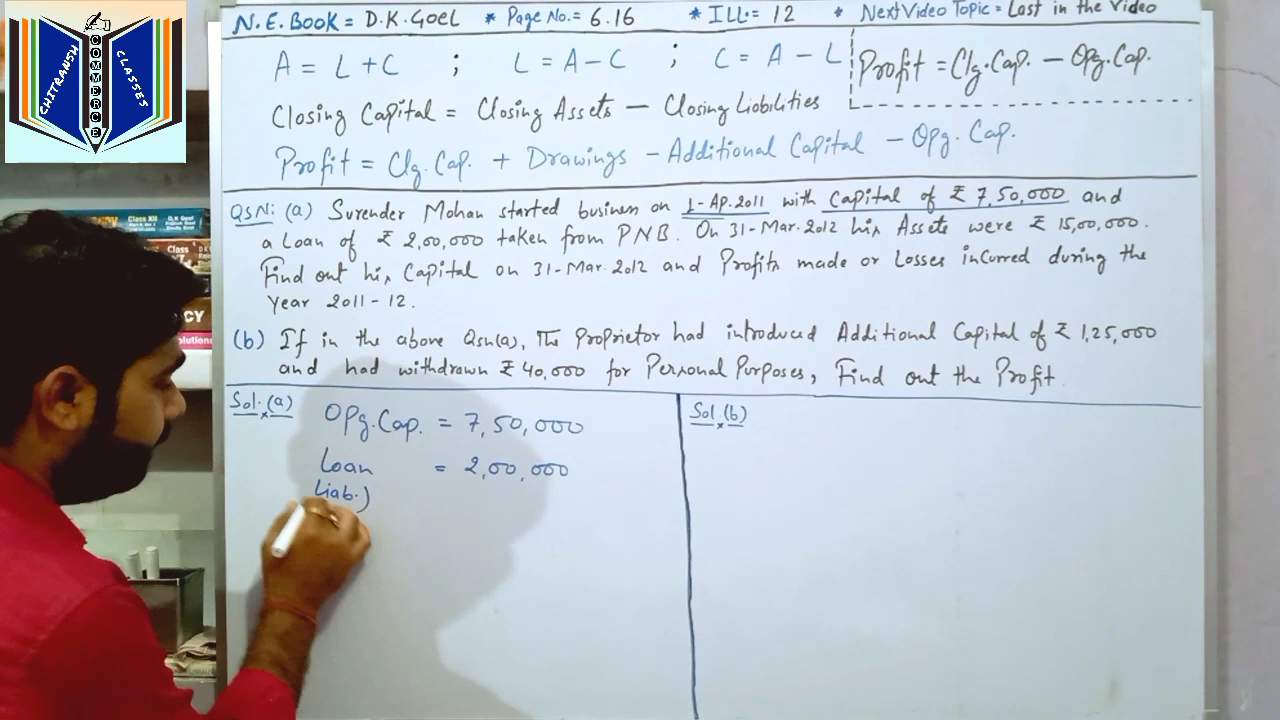 N.E. BOOK = D.K. GOEL * Page No. = 6.16 * ILL. = 12 * Next Video Topic = Last in the Video
A = L + C ; L = A - C ; C = A - L
Profit = Clg. Cap. - Opg. Cap.
Closing Capital = Closing Assets - Closing Liabilities
Profit = Clg. Cap. + Drawings - Additional Capital - Opg. Cap.
QSN: (a) Surender Mohan started business on 1-Ap. 2011 with Capital of ₹ 7,50,000 and
a Loan of ₹ 2,00,000 taken from PNB. On 31-Mar. 2012 his Assets were ₹ 15,00,000.
Find out his Capital on 31-Mar. 2012 and Profits made or Losses incurred during the
Year 2011-12.
(b) If in the above Qsn(a), The Proprietor had introduced Additional Capital of ₹ 1,25,000
and had withdrawn ₹ 40,000 for Personal Purposes, Find out the Profit.
Sol. (a)
Opg. Cap. = 7,50,000
Loan = 2,00,000
Liab.)
Sol. (b)
CHITRANSH
COMMERCE
CLASSES
Class XII
Class
CY
olutions